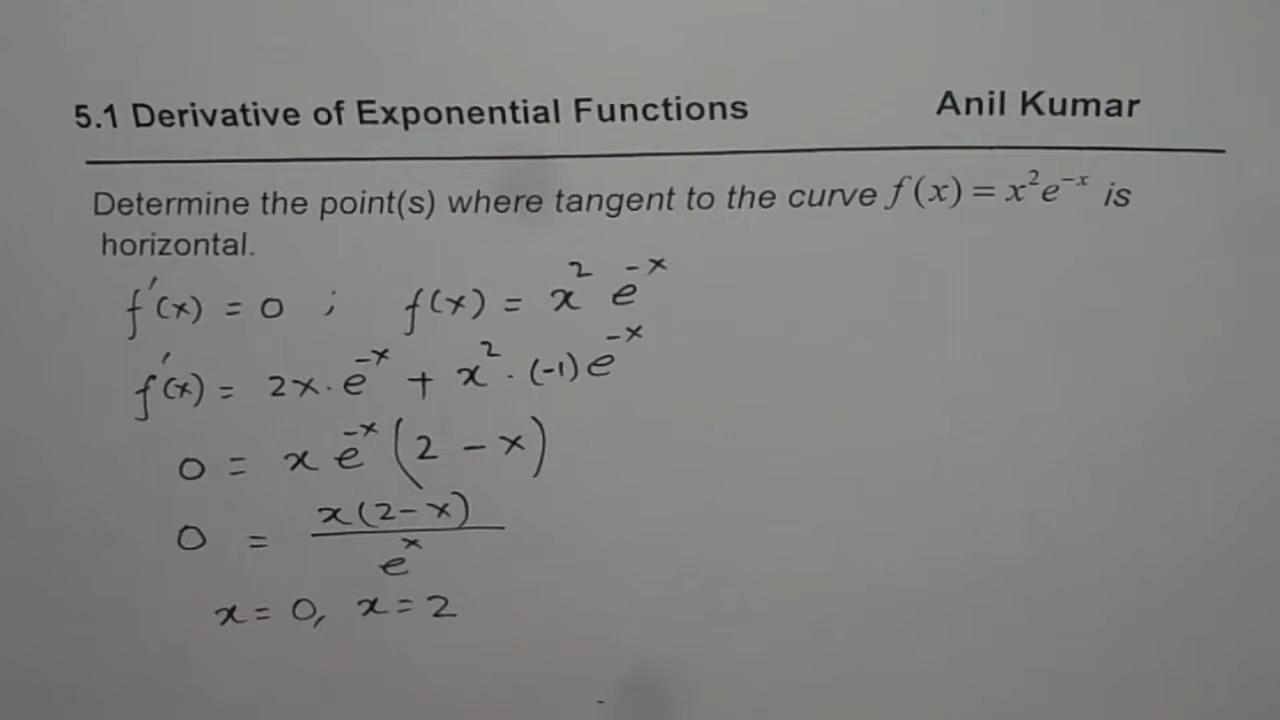 5.1 Derivative of Exponential Functions Anil Kumar
Determine the point(s) where tangent to the curve f(x) = x²e⁻ˣ is
horizontal.
f'(x) = 0 ; f(x) = x² e⁻ˣ
f'(x) = 2x · e⁻ˣ + x² · (-1) e⁻ˣ
0 = x e⁻ˣ (2 - x)
0 = x(2-x) / eˣ
x = 0, x = 2